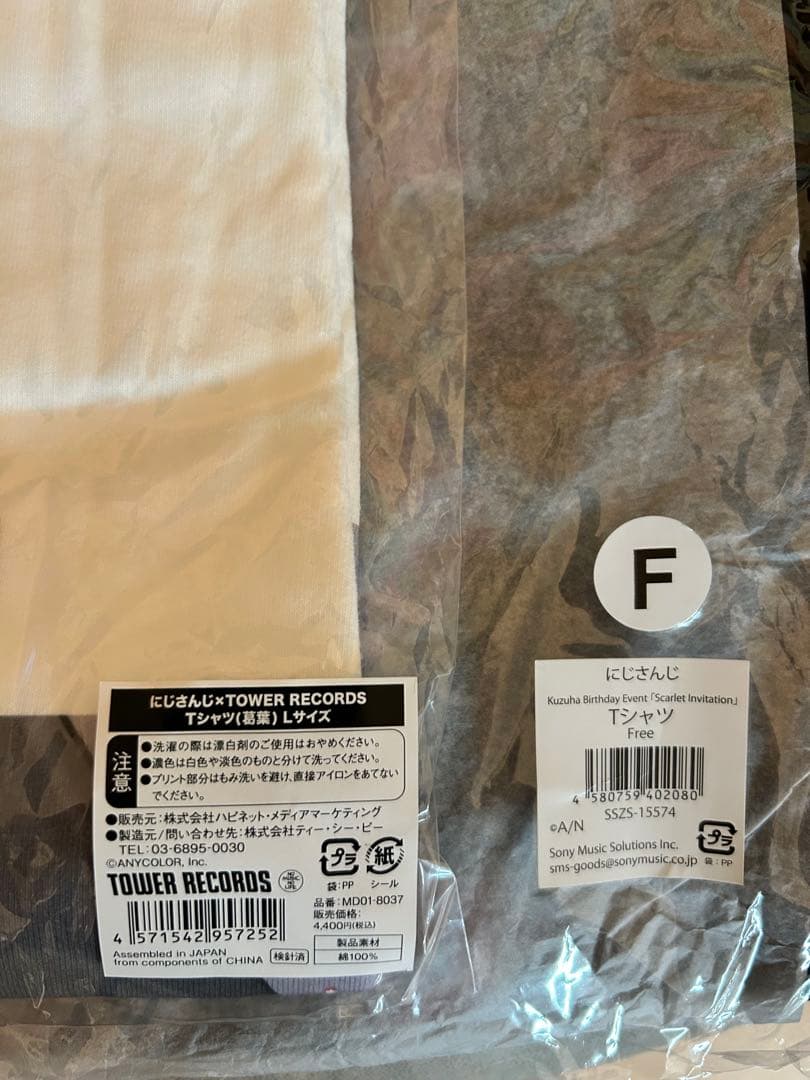 にじさんじ×TOWER RECORDS
Tシャツ(葛葉) Lサイズ
注意
●洗濯の際は漂白剤のご使用はおやめください。
●濃色は白色や淡色のものと分けて洗ってください。
●プリント部分はもみ洗いを避け、直接アイロンをあてない
でください。
●販売元:株式会社ハピネット・メディアマーケティング
●製造元/問い合わせ先:株式会社ティー・シー・ピー
TEL:03-6895-0030
©ANYCOLOR, Inc.
プラ
紙
袋:PP
シール
TOWER RECORDS
NO MUSIC, NO LIFE.
品番:MD01-8037
販売価格:
4,400円(税込)
4 571542 957252
製品素材
綿100%
Assembled in JAPAN
from components of CHINA
検針済
F
にじさんじ
Kuzuha Birthday Event「Scarlet Invitation」
Tシャツ
Free
4 580759 402080
SSZS-15574
©A/N
Sony Music Solutions Inc.
sms-goods@sonymusic.co.jp
プラ
袋:PP